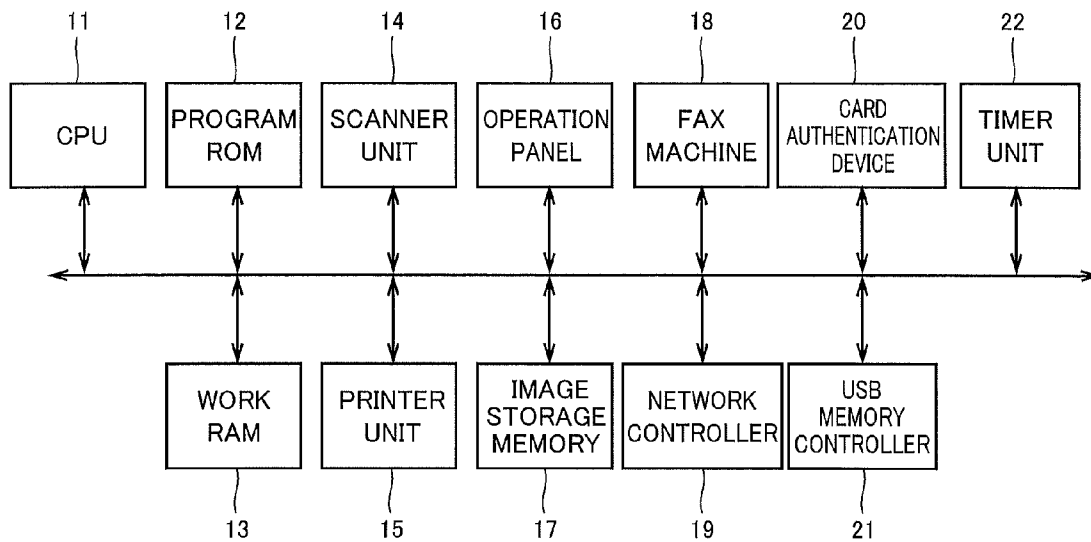 11
12
14
16
18
20
22
CPU
PROGRAM
ROM
SCANNER
UNIT
OPERATION
PANEL
FAX
MACHINE
CARD
AUTHENTICATION
DEVICE
TIMER
UNIT
WORK
RAM
PRINTER
UNIT
IMAGE
STORAGE
MEMORY
NETWORK
CONTROLLER
USB
MEMORY
CONTROLLER
13
15
17
19
21